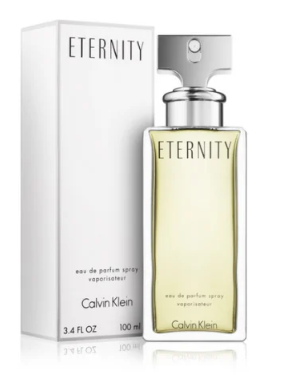 ETERNITY
eau de parfum spray
vaporisateur
Calvin Klein
3.4 FL OZ 100 ml
ETERNITY
eau de parfum spray
vaporisateur
Calvin Klein